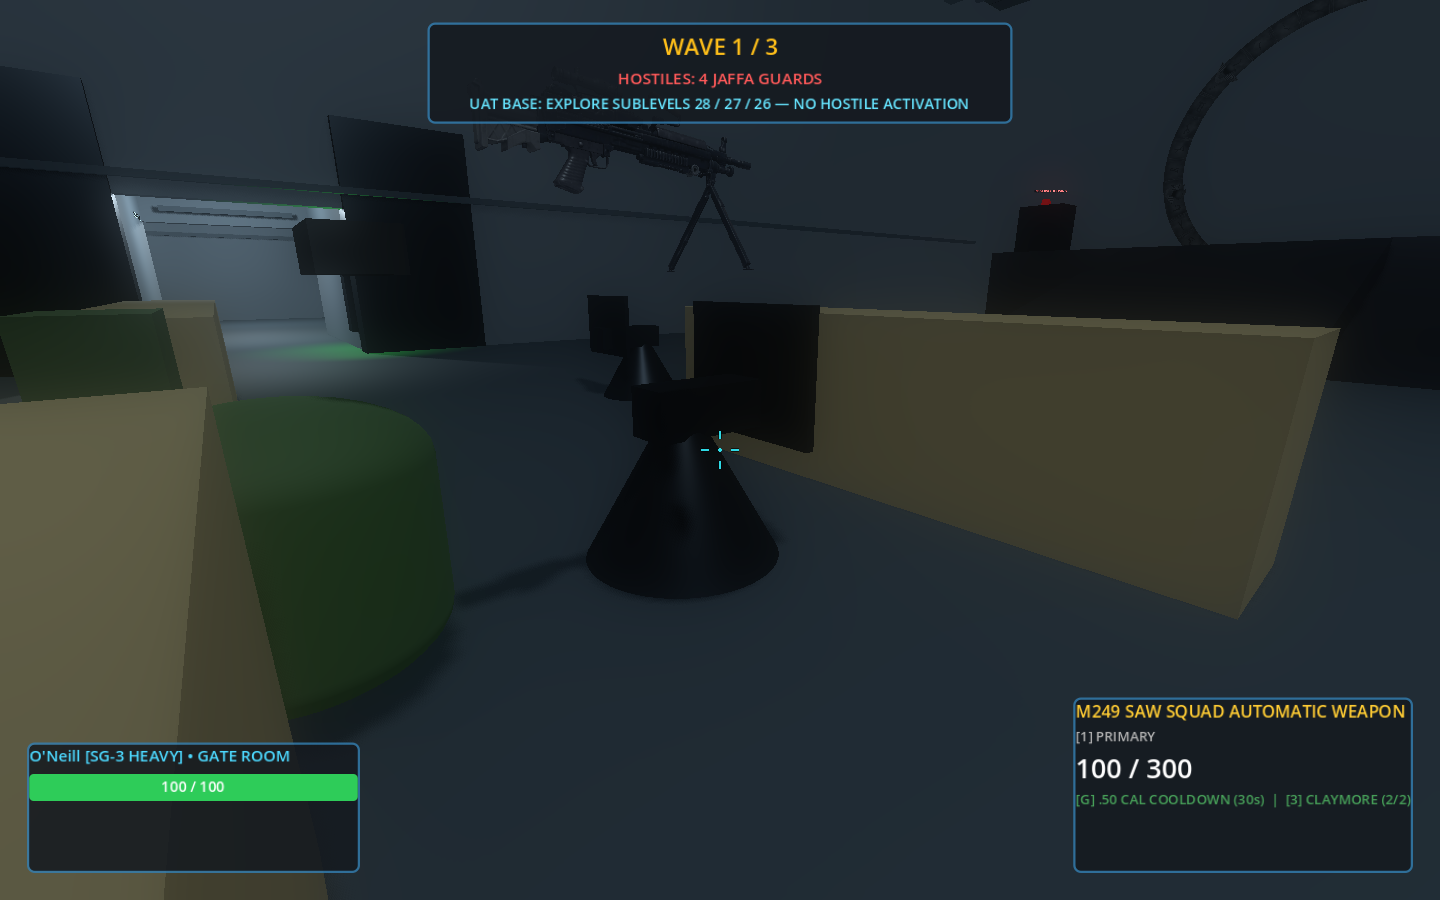 WAVE 1 / 3
HOSTILES: 4 JAFFA GUARDS
UAT BASE: EXPLORE SUBLEVELS 28 / 27 / 26 — NO HOSTILE ACTIVATION
O'Neill [SG-3 HEAVY] • GATE ROOM
100 / 100
M249 SAW SQUAD AUTOMATIC WEAPON
[1] PRIMARY
100 / 300
[G] .50 CAL COOLDOWN (30s) | [3] CLAYMORE (2/2)